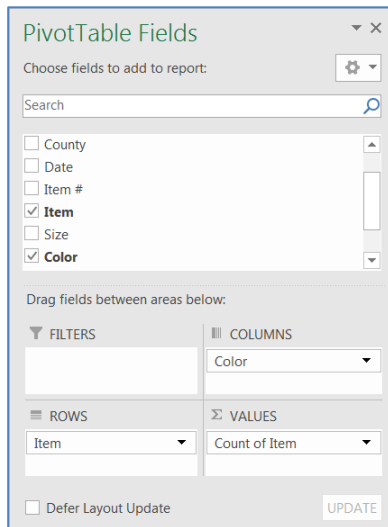 PivotTable Fields
Choose fields to add to report:
Search
County
Date
Item #
Item
Size
Color
Drag fields between areas below:
FILTERS
COLUMNS
Color
ROWS
Σ VALUES
Item
Count of Item
Defer Layout Update
UPDATE